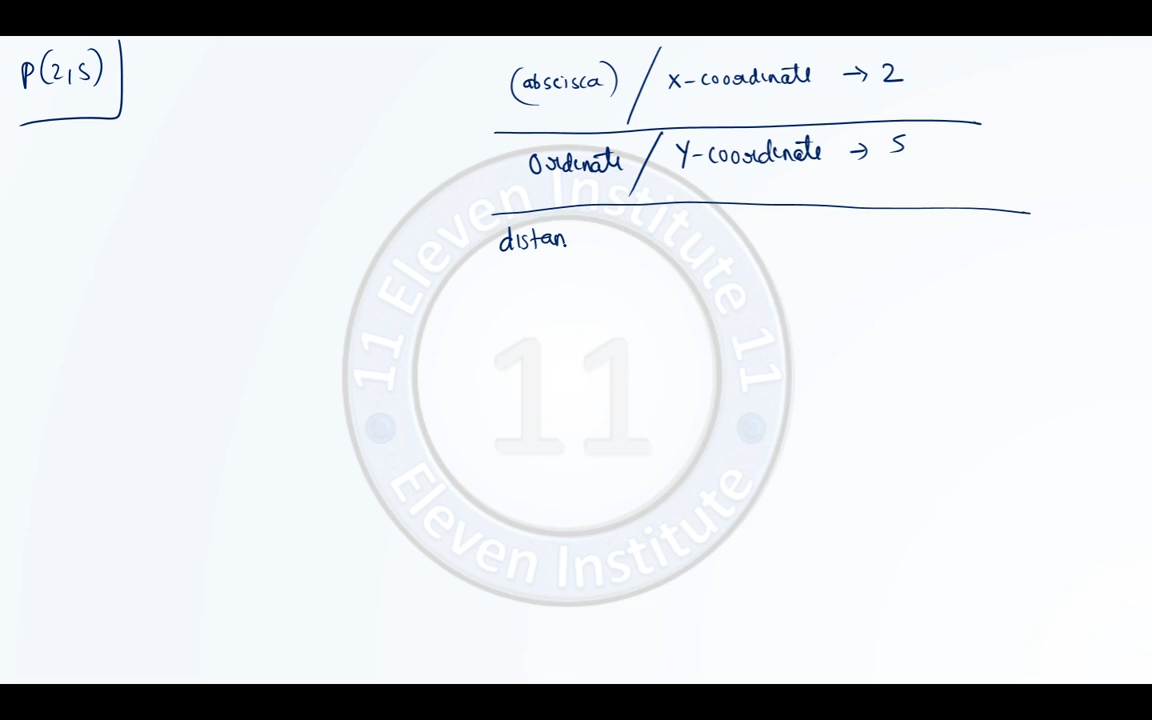 P(2,5)
(abscisca) / x-coordinate → 2
Ordinate / Y-coordinate → 5
distan
11 Eleven Institute 11
11
Eleven Institute